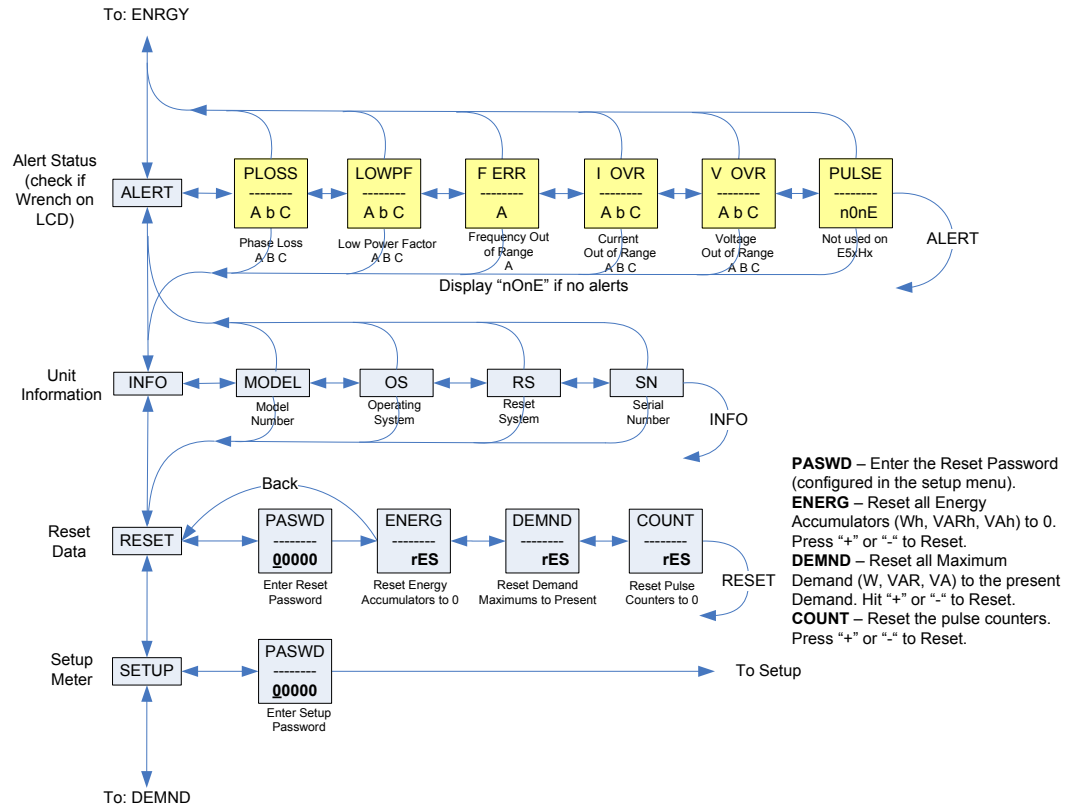 To: ENRGY
Alert Status
(check if
Wrench on
LCD)
ALERT
PLOSS
--------
A b C
Phase Loss
A B C
LOWPF
--------
A b C
Low Power Factor
A B C
F ERR
--------
A
Frequency Out
of Range
A
I OVR
--------
A b C
Current
Out of Range
A B C
V OVR
--------
A b C
Voltage
Out of Range
A B C
PULSE
--------
n0nE
Not used on
E5xHx
ALERT
Display “nOnE” if no alerts
Unit
Information
INFO
MODEL
Model
Number
OS
Operating
System
RS
Reset
System
SN
Serial
Number
INFO
Back
Reset
Data
RESET
PASWD
--------
00000
Enter Reset
Password
ENERG
--------
rES
Reset Energy
Accumulators to 0
DEMND
--------
rES
Reset Demand
Maximums to Present
COUNT
--------
rES
Reset Pulse
Counters to 0
RESET
PASWD – Enter the Reset Password
(configured in the setup menu).
ENERG – Reset all Energy
Accumulators (Wh, VARh, VAh) to 0.
Press “+” or “-“ to Reset.
DEMND – Reset all Maximum
Demand (W, VAR, VA) to the present
Demand. Hit “+” or “-“ to Reset.
COUNT – Reset the pulse counters.
Press “+” or “-“ to Reset.
Setup
Meter
SETUP
PASWD
--------
00000
Enter Setup
Password
To Setup
To: DEMND